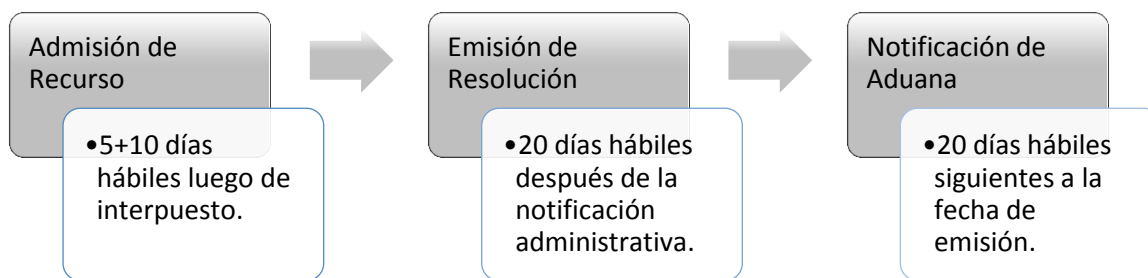 Admisión de
Recurso
•5+10 días
hábiles luego de
interpuesto.
Emisión de
Resolución
•20 días hábiles
después de la
notificación
administrativa.
Notificación de
Aduana
•20 días hábiles
siguientes a la
fecha de
emisión.